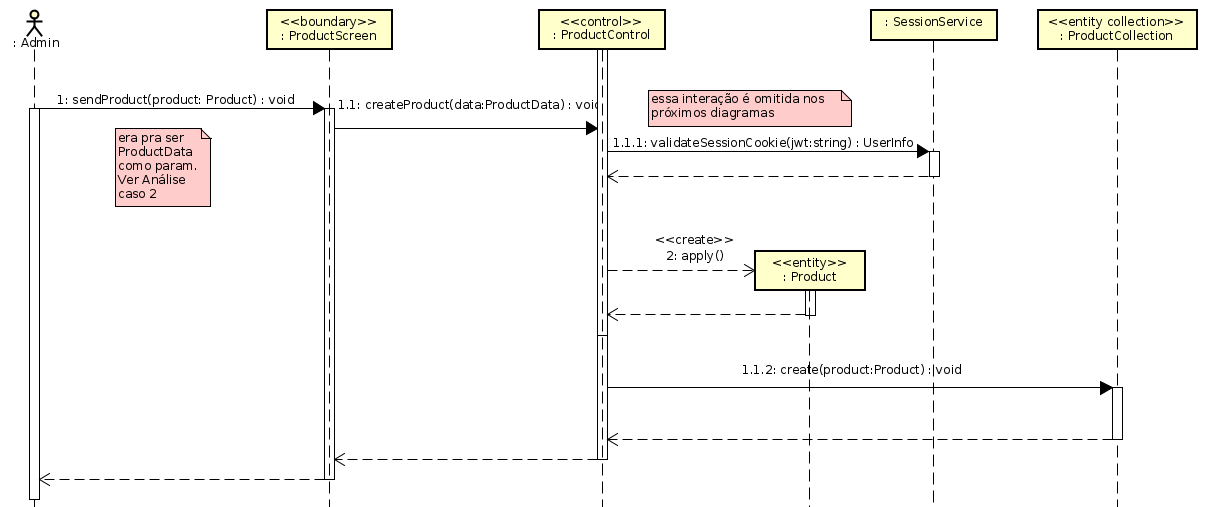 : Admin
<<boundary>>
: ProductScreen
<<control>>
: ProductControl
: SessionService
<<entity collection>>
: ProductCollection
1: sendProduct(product: Product) : void
1.1: createProduct(data:ProductData) : void
essa interação é omitida nos
próximos diagramas
era pra ser
ProductData
como param.
Ver Análise
caso 2
1.1.1: validateSessionCookie(jwt:string) : UserInfo
<<create>>
2: apply()
<<entity>>
: Product
1.1.2: create(product:Product) : void